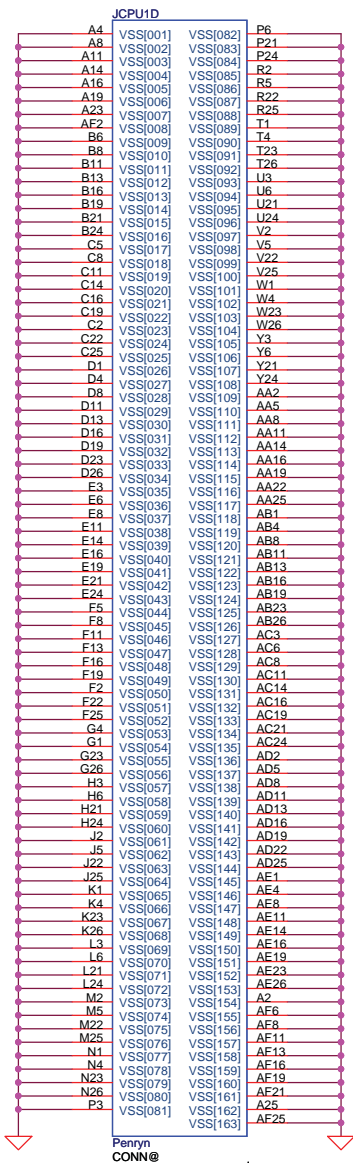 JCPU1D
A4 VSS[001] VSS[082] P6
A8 VSS[002] VSS[083] P21
A11 VSS[003] VSS[084] P24
A14 VSS[004] VSS[085] R2
A16 VSS[005] VSS[086] R5
A19 VSS[006] VSS[087] R22
A23 VSS[007] VSS[088] R25
AF2 VSS[008] VSS[089] T1
B6 VSS[009] VSS[090] T4
B8 VSS[010] VSS[091] T23
B11 VSS[011] VSS[092] T26
B13 VSS[012] VSS[093] U3
B16 VSS[013] VSS[094] U6
B19 VSS[014] VSS[095] U21
B21 VSS[015] VSS[096] U24
B24 VSS[016] VSS[097] V2
C5 VSS[017] VSS[098] V5
C8 VSS[018] VSS[099] V22
C11 VSS[019] VSS[100] V25
C14 VSS[020] VSS[101] W1
C16 VSS[021] VSS[102] W4
C19 VSS[022] VSS[103] W23
C2 VSS[023] VSS[104] W26
C22 VSS[024] VSS[105] Y3
C25 VSS[025] VSS[106] Y6
D1 VSS[026] VSS[107] Y21
D4 VSS[027] VSS[108] Y24
D8 VSS[028] VSS[109] AA2
D11 VSS[029] VSS[110] AA5
D13 VSS[030] VSS[111] AA8
D16 VSS[031] VSS[112] AA11
D19 VSS[032] VSS[113] AA14
D23 VSS[033] VSS[114] AA16
D26 VSS[034] VSS[115] AA19
E3 VSS[035] VSS[116] AA22
E6 VSS[036] VSS[117] AA25
E8 VSS[037] VSS[118] AB1
E11 VSS[038] VSS[119] AB4
E14 VSS[039] VSS[120] AB8
E16 VSS[040] VSS[121] AB11
E19 VSS[041] VSS[122] AB13
E21 VSS[042] VSS[123] AB16
E24 VSS[043] VSS[124] AB19
F5 VSS[044] VSS[125] AB23
F8 VSS[045] VSS[126] AB26
F11 VSS[046] VSS[127] AC3
F13 VSS[047] VSS[128] AC6
F16 VSS[048] VSS[129] AC8
F19 VSS[049] VSS[130] AC11
F2 VSS[050] VSS[131] AC14
F22 VSS[051] VSS[132] AC16
F25 VSS[052] VSS[133] AC19
G4 VSS[053] VSS[134] AC21
G1 VSS[054] VSS[135] AC24
G23 VSS[055] VSS[136] AD2
G26 VSS[056] VSS[137] AD5
H3 VSS[057] VSS[138] AD8
H6 VSS[058] VSS[139] AD11
H21 VSS[059] VSS[140] AD13
H24 VSS[060] VSS[141] AD16
J2 VSS[061] VSS[142] AD19
J5 VSS[062] VSS[143] AD22
J22 VSS[063] VSS[144] AD25
J25 VSS[064] VSS[145] AE1
K1 VSS[065] VSS[146] AE4
K4 VSS[066] VSS[147] AE8
K23 VSS[067] VSS[148] AE11
K26 VSS[068] VSS[149] AE14
L3 VSS[069] VSS[150] AE16
L6 VSS[070] VSS[151] AE19
L21 VSS[071] VSS[152] AE23
L24 VSS[072] VSS[153] AE26
M2 VSS[073] VSS[154] A2
M5 VSS[074] VSS[155] AF6
M22 VSS[075] VSS[156] AF8
M25 VSS[076] VSS[157] AF11
N1 VSS[077] VSS[158] AF13
N4 VSS[078] VSS[159] AF16
N23 VSS[079] VSS[160] AF19
N26 VSS[080] VSS[161] AF21
P3 VSS[081] VSS[162] A25
VSS[163] AF25
Penryn
CONN@